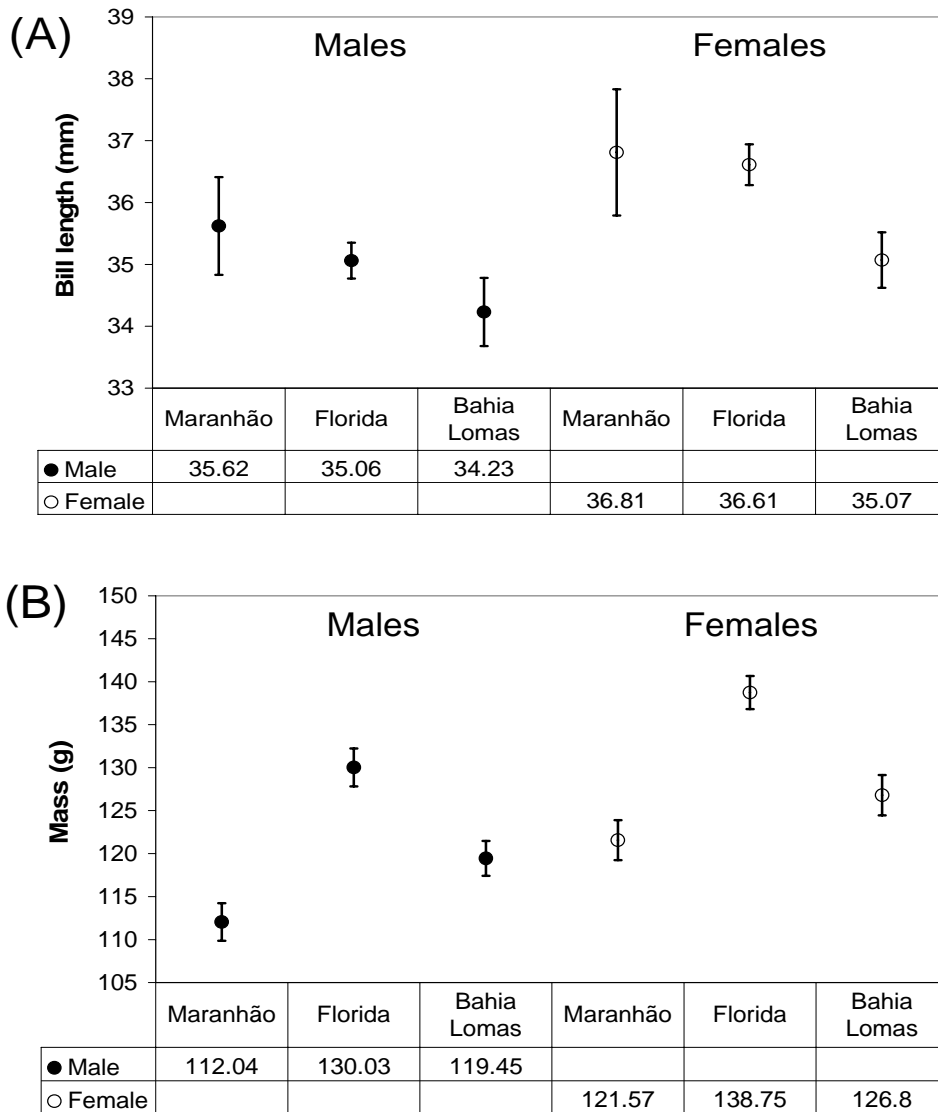 (A)
39
38
37
36
35
34
33
Bill length (mm)
Males Females
Maranhão Florida Bahia Lomas Maranhão Florida Bahia Lomas
Male 35.62 35.06 34.23
Female 36.81 36.61 35.07
(B)
150
145
140
135
130
125
120
115
110
105
Mass (g)
Males Females
Maranhão Florida Bahia Lomas Maranhão Florida Bahia Lomas
Male 112.04 130.03 119.45
Female 121.57 138.75 126.8